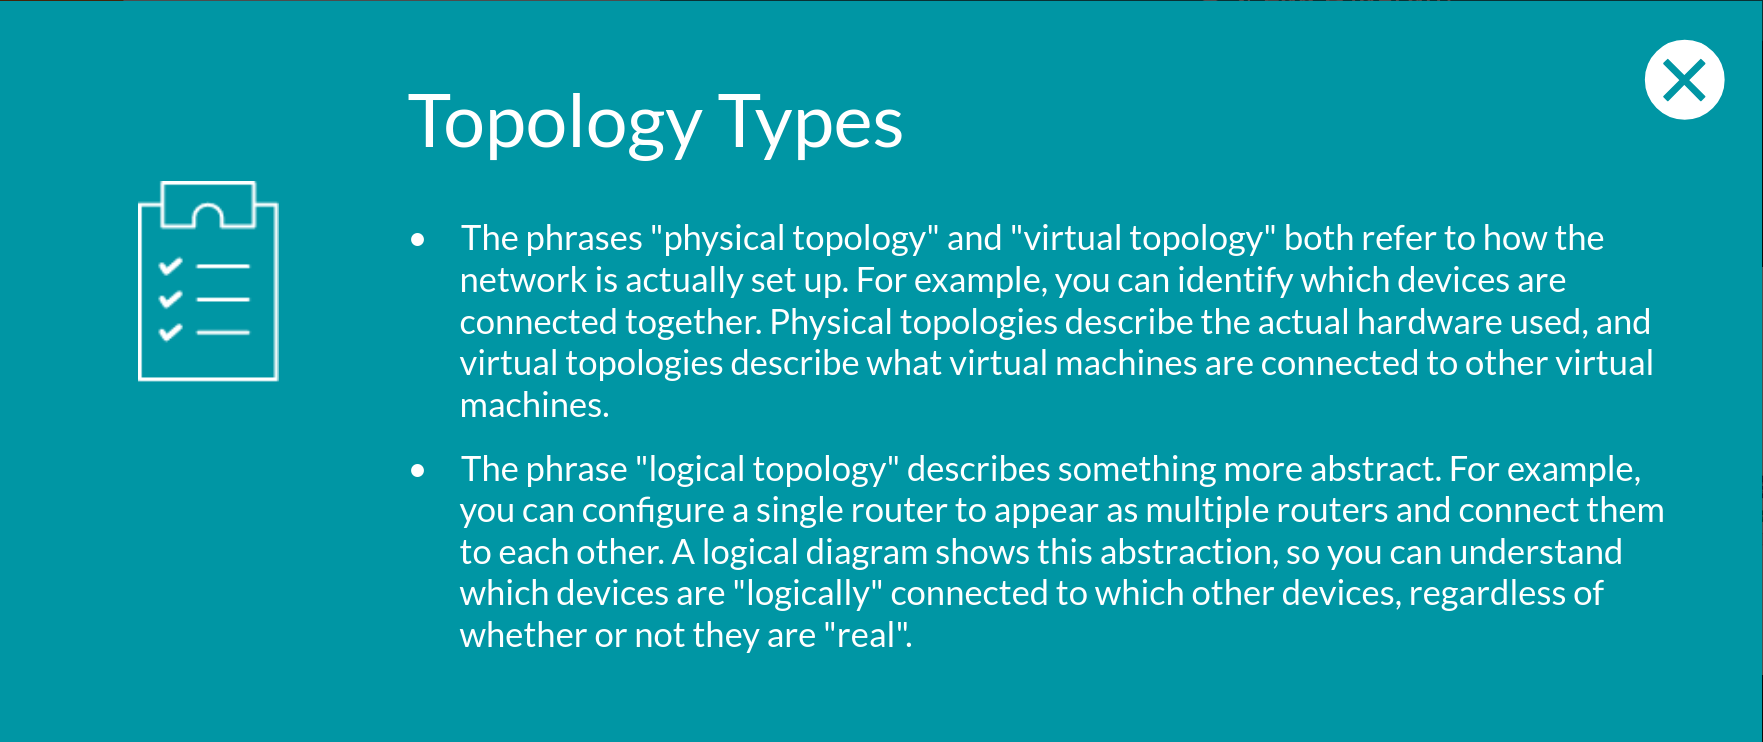 Topology Types
• The phrases "physical topology" and "virtual topology" both refer to how the
network is actually set up. For example, you can identify which devices are
connected together. Physical topologies describe the actual hardware used, and
virtual topologies describe what virtual machines are connected to other virtual
machines.
• The phrase "logical topology" describes something more abstract. For example,
you can configure a single router to appear as multiple routers and connect them
to each other. A logical diagram shows this abstraction, so you can understand
which devices are "logically" connected to which other devices, regardless of
whether or not they are "real".